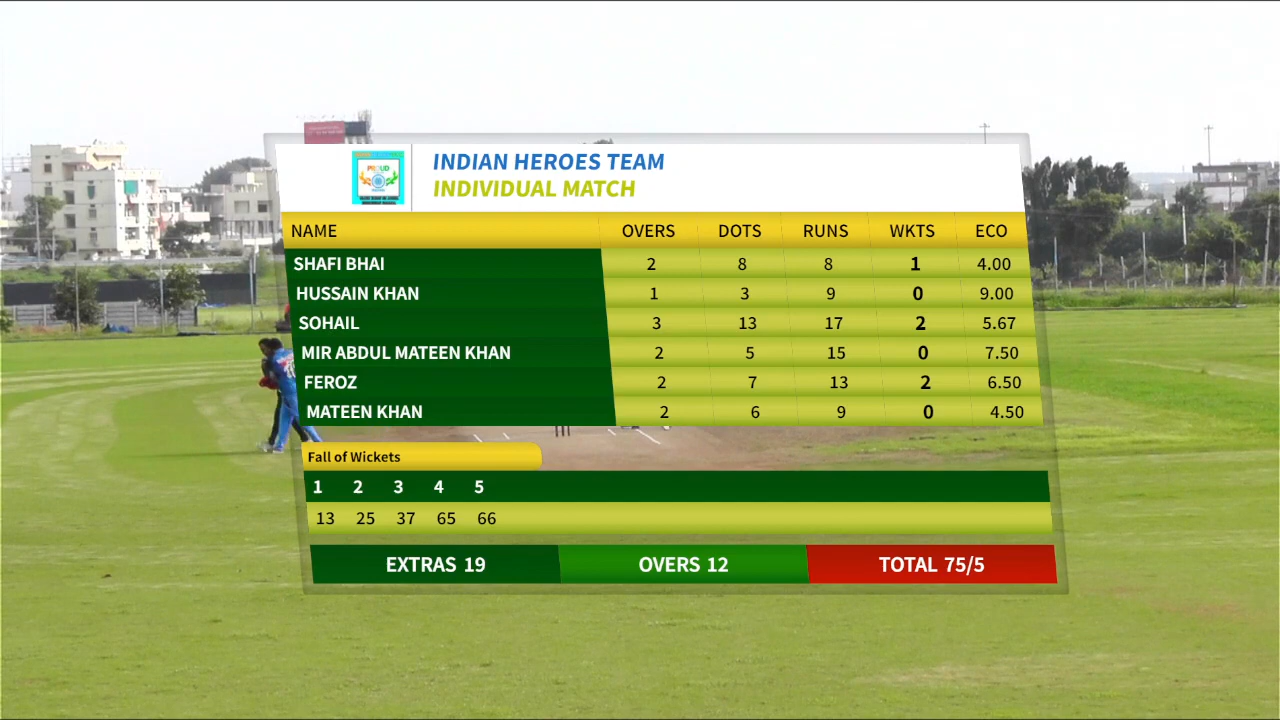 INDIAN HEROES TEAM
INDIVIDUAL MATCH
NAME OVERS DOTS RUNS WKTS ECO
SHAFI BHAI 2 8 8 1 4.00
HUSSAIN KHAN 1 3 9 0 9.00
SOHAIL 3 13 17 2 5.67
MIR ABDUL MATEEN KHAN 2 5 15 0 7.50
FEROZ 2 7 13 2 6.50
MATEEN KHAN 2 6 9 0 4.50
Fall of Wickets
1 2 3 4 5
13 25 37 65 66
EXTRAS 19 OVERS 12 TOTAL 75/5